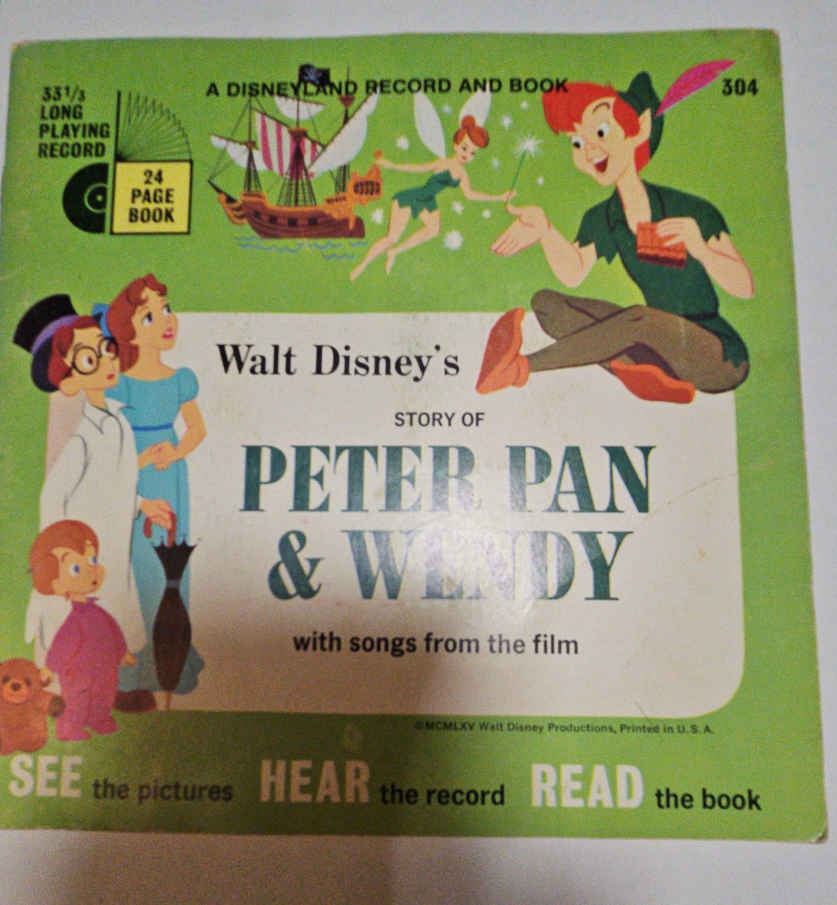 A DISNEYLAND RECORD AND BOOK
304
33 1/3
LONG
PLAYING
RECORD
24
PAGE
BOOK
Walt Disney's
STORY OF
PETER PAN
& WENDY
with songs from the film
©MCMLXV Walt Disney Productions, Printed in U.S.A.
SEE the pictures HEAR the record READ the book